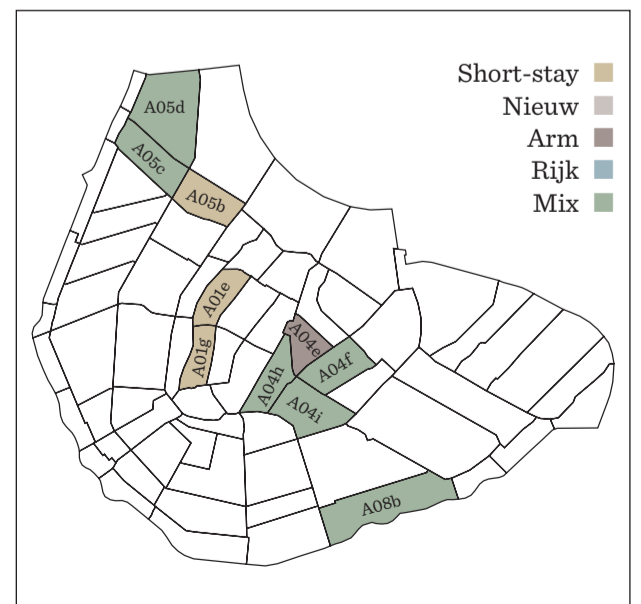 Short-stay
Nieuw
Arm
Rijk
Mix
A05d
A05c
A05b
A01e
A01g
A04e
A04f
A04h
A04i
A08b